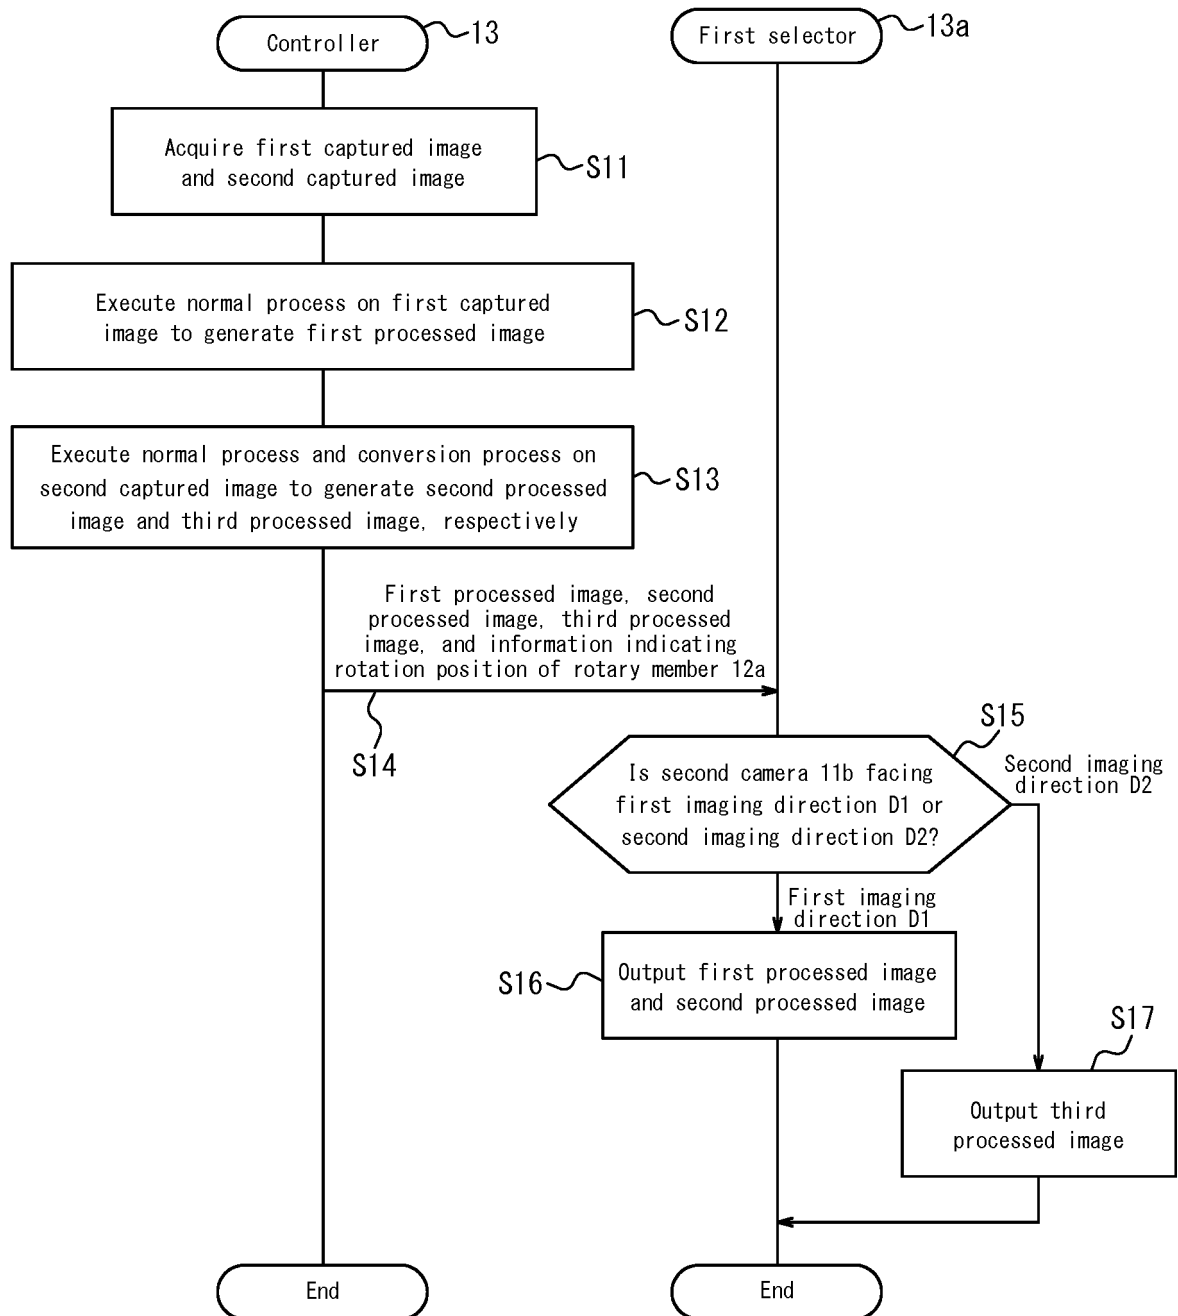 Controller
13
First selector
13a
Acquire first captured image
and second captured image
S11
Execute normal process on first captured
image to generate first processed image
S12
Execute normal process and conversion process on
second captured image to generate second processed
image and third processed image, respectively
S13
First processed image, second
processed image, third processed
image, and information indicating
rotation position of rotary member 12a
S14
S15
Is second camera 11b facing
first imaging direction D1 or
second imaging direction D2?
Second imaging
direction D2
First imaging
direction D1
S16
Output first processed image
and second processed image
S17
Output third
processed image
End
End